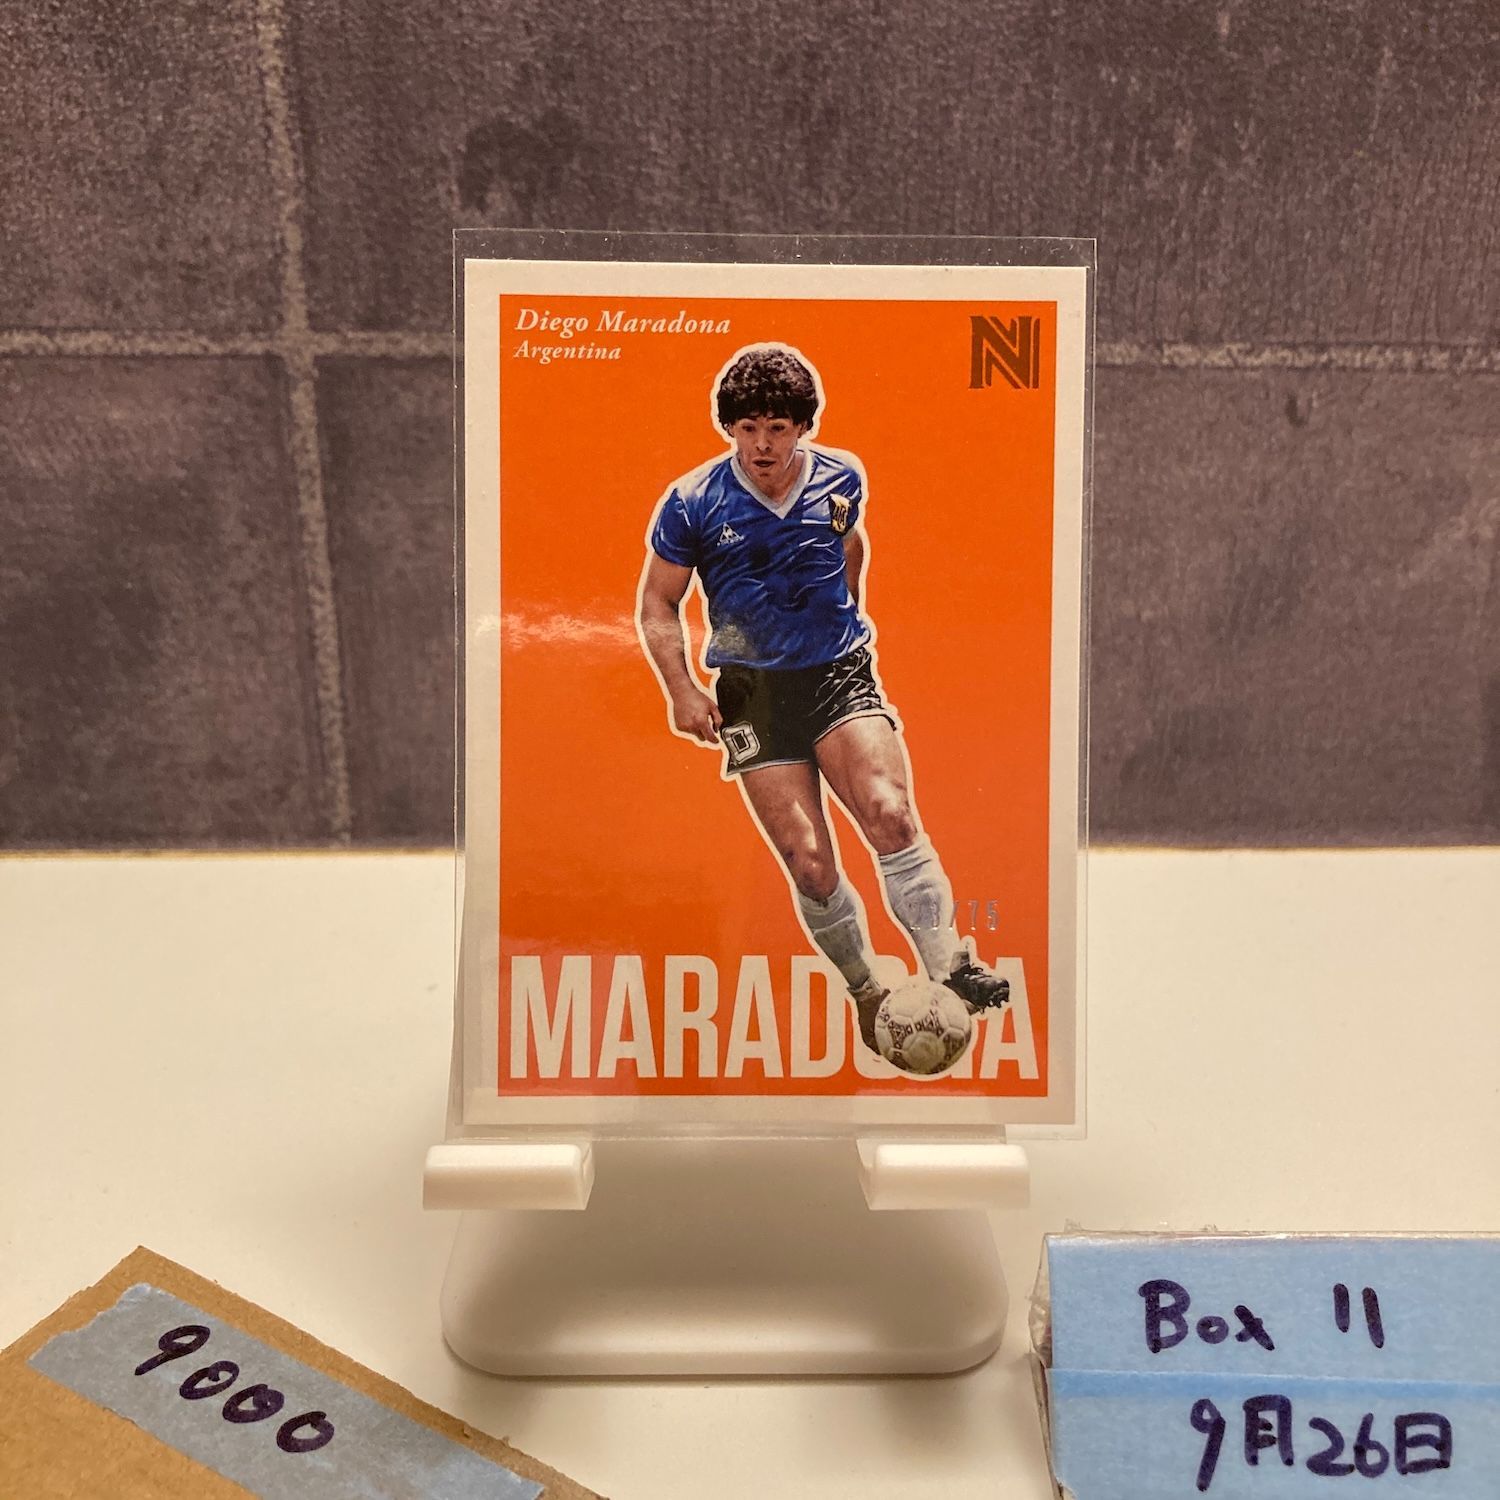 Diego Maradona
Argentina
N
D
/75
MARADONA
9000
Box 11
9月26日